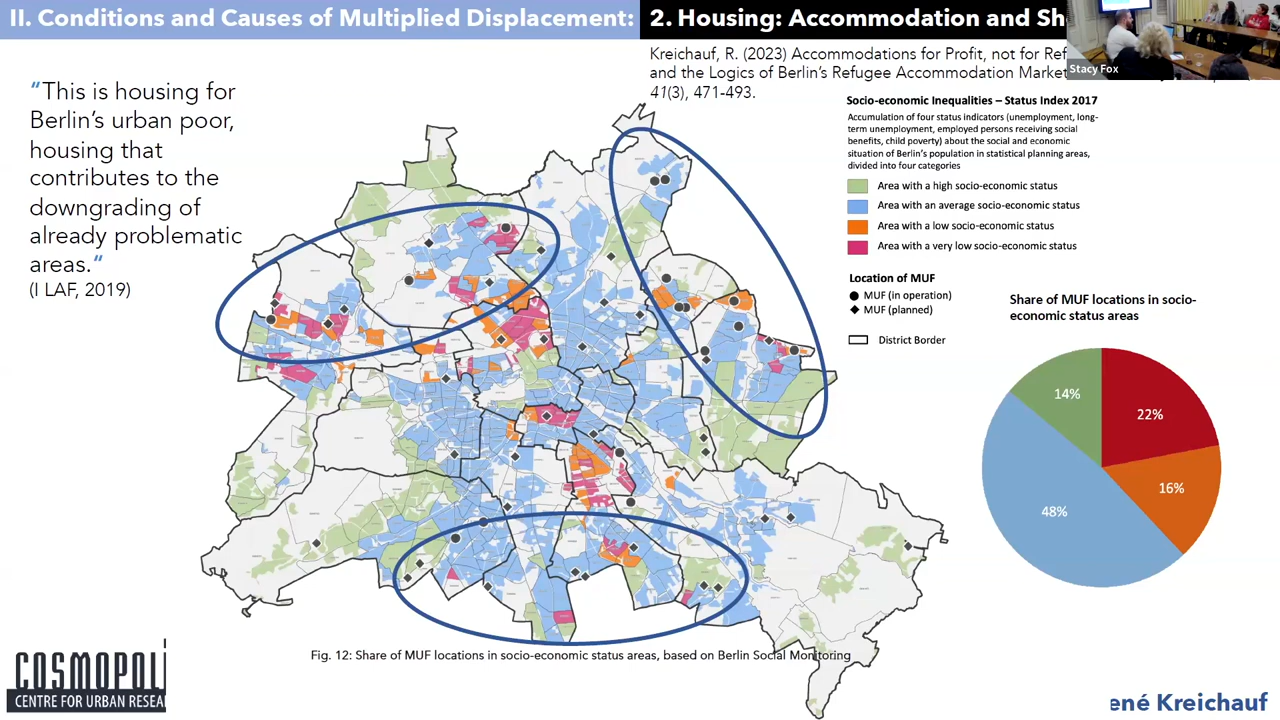 II. Conditions and Causes of Multiplied Displacement:
2. Housing: Accommodation and Sh
Stacy Fox
Kreichauf, R. (2023) Accommodations for Profit, not for Ref
and the Logics of Berlin's Refugee Accommodation Market
41(3), 471-493.
“This is housing for
Berlin's urban poor,
housing that
contributes to the
downgrading of
already problematic
areas.“
(I LAF, 2019)
Socio-economic Inequalities – Status Index 2017
Accumulation of four status indicators (unemployment, long-
term unemployment, employed persons receiving social
benefits, child poverty) about the social and economic
situation of Berlin's population in statistical planning areas,
divided into four categories
Area with a high socio-economic status
Area with an average socio-economic status
Area with a low socio-economic status
Area with a very low socio-economic status
Location of MUF
MUF (in operation)
MUF (planned)
District Border
Share of MUF locations in socio-
economic status areas
14%
22%
16%
48%
Fig. 12: Share of MUF locations in socio-economic status areas, based on Berlin Social Monitoring
COSMOPOLI
CENTRE FOR URBAN RESEA
ené Kreichauf